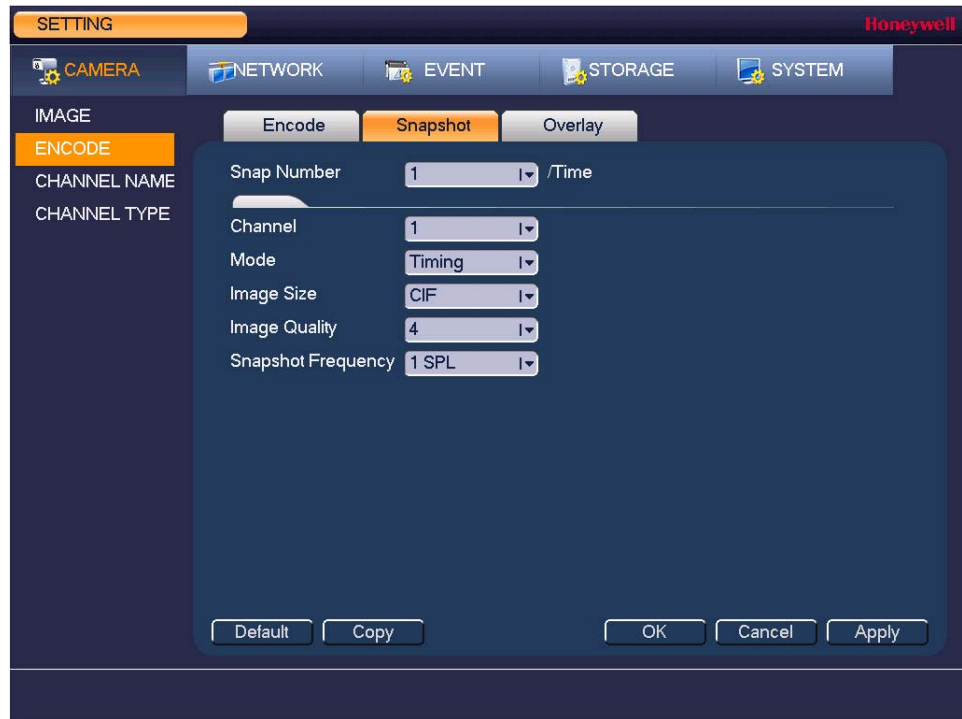 SETTING Honeywell
CAMERA NETWORK EVENT STORAGE SYSTEM
IMAGE
ENCODE
CHANNEL NAME
CHANNEL TYPE
Encode Snapshot Overlay
Snap Number 1 /Time
Channel 1
Mode Timing
Image Size CIF
Image Quality 4
Snapshot Frequency 1 SPL
Default Copy OK Cancel Apply